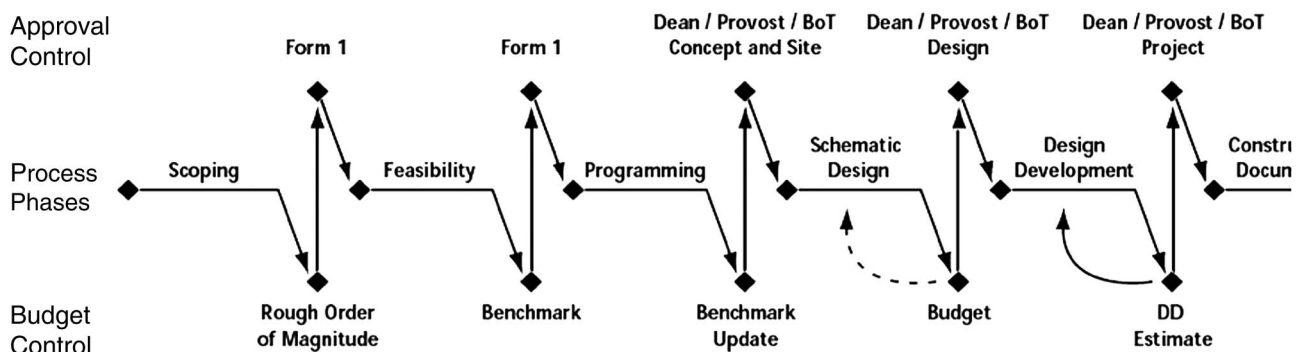 Approval
Control
Form 1
Form 1
Dean / Provost / BoT
Concept and Site
Dean / Provost / BoT
Design
Dean / Provost / BoT
Project
Process
Phases
Scoping
Feasibility
Programming
Schematic
Design
Design
Development
Constru
Docun
Budget
Control
Rough Order
of Magnitude
Benchmark
Benchmark
Update
Budget
DD
Estimate